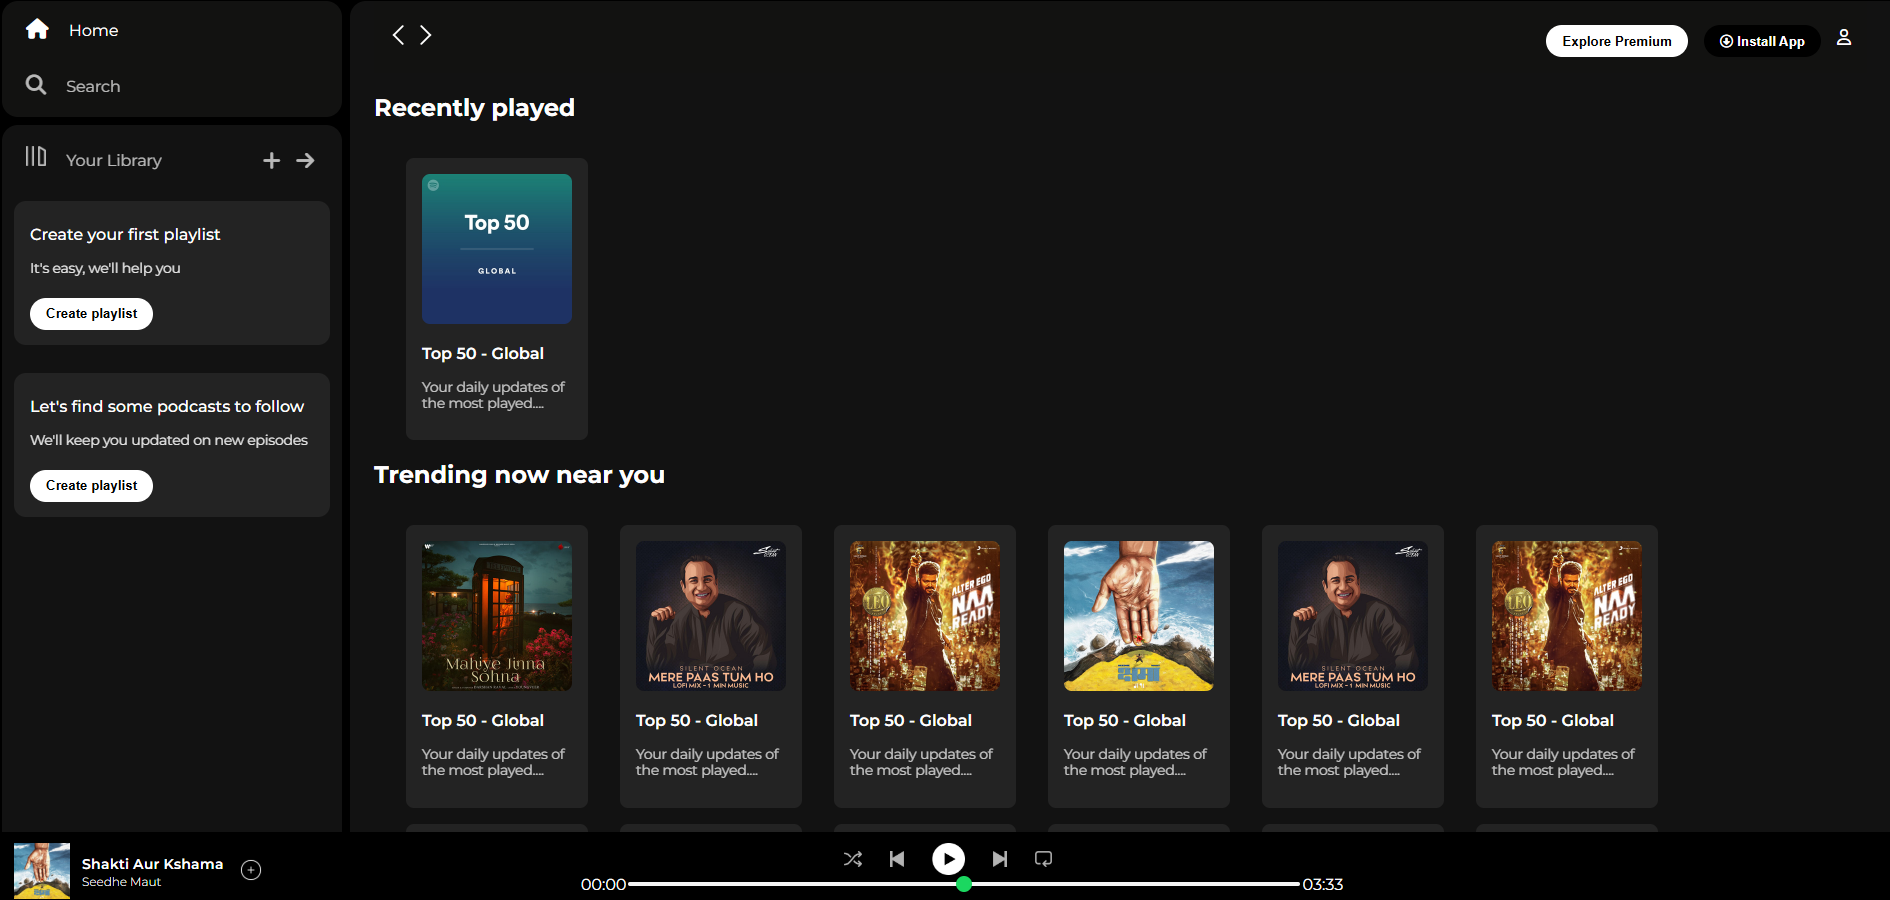 Home
Search
Your Library
Create your first playlist
It's easy, we'll help you
Create playlist
Let's find some podcasts to follow
We'll keep you updated on new episodes
Create playlist
Explore Premium
Install App
Recently played
Top 50
GLOBAL
Top 50 - Global
Your daily updates of
the most played....
Trending now near you
Mahiye Jinna
Sohna
Top 50 - Global
Your daily updates of
the most played....
SILENT OCEAN
MERE PAAS TUM HO
LOFI MIX - 1 MIN MUSIC
Top 50 - Global
Your daily updates of
the most played....
LEO
ALTER EGO
NAA
READY
Top 50 - Global
Your daily updates of
the most played....
Top 50 - Global
Your daily updates of
the most played....
SILENT OCEAN
MERE PAAS TUM HO
LOFI MIX - 1 MIN MUSIC
Top 50 - Global
Your daily updates of
the most played....
LEO
ALTER EGO
NAA
READY
Top 50 - Global
Your daily updates of
the most played....
Shakti Aur Kshama
Seedhe Maut
00:00
03:33